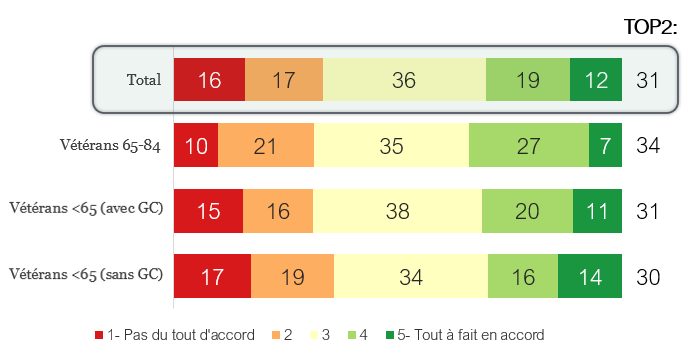 TOP2:
Total 16 17 36 19 12 31
Vétérans 65-84 10 21 35 27 7 34
Vétérans <65 (avec GC) 15 16 38 20 11 31
Vétérans <65 (sans GC) 17 19 34 16 14 30
1- Pas du tout d'accord 2 3 4 5- Tout à fait en accord